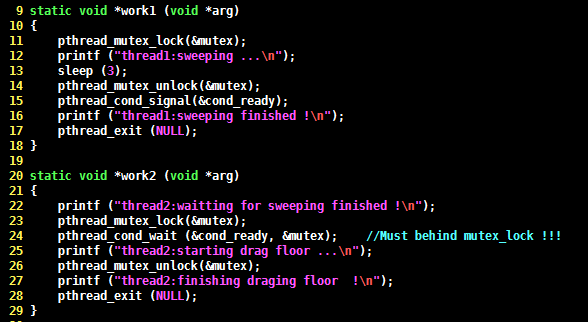 9 static void *work1 (void *arg)
10 {
11     pthread_mutex_lock(&mutex);
12     printf ("thread1:sweeping ...\n");
13     sleep (3);
14     pthread_mutex_unlock(&mutex);
15     pthread_cond_signal(&cond_ready);
16     printf ("thread1:sweeping finished !\n");
17     pthread_exit (NULL);
18 }
19
20 static void *work2 (void *arg)
21 {
22     printf ("thread2:waitting for sweeping finished !\n");
23     pthread_mutex_lock(&mutex);
24     pthread_cond_wait (&cond_ready, &mutex);    //Must behind mutex_lock !!!
25     printf ("thread2:starting drag floor ...\n");
26     pthread_mutex_unlock(&mutex);
27     printf ("thread2:finishing draging floor  !\n");
28     pthread_exit (NULL);
29 }